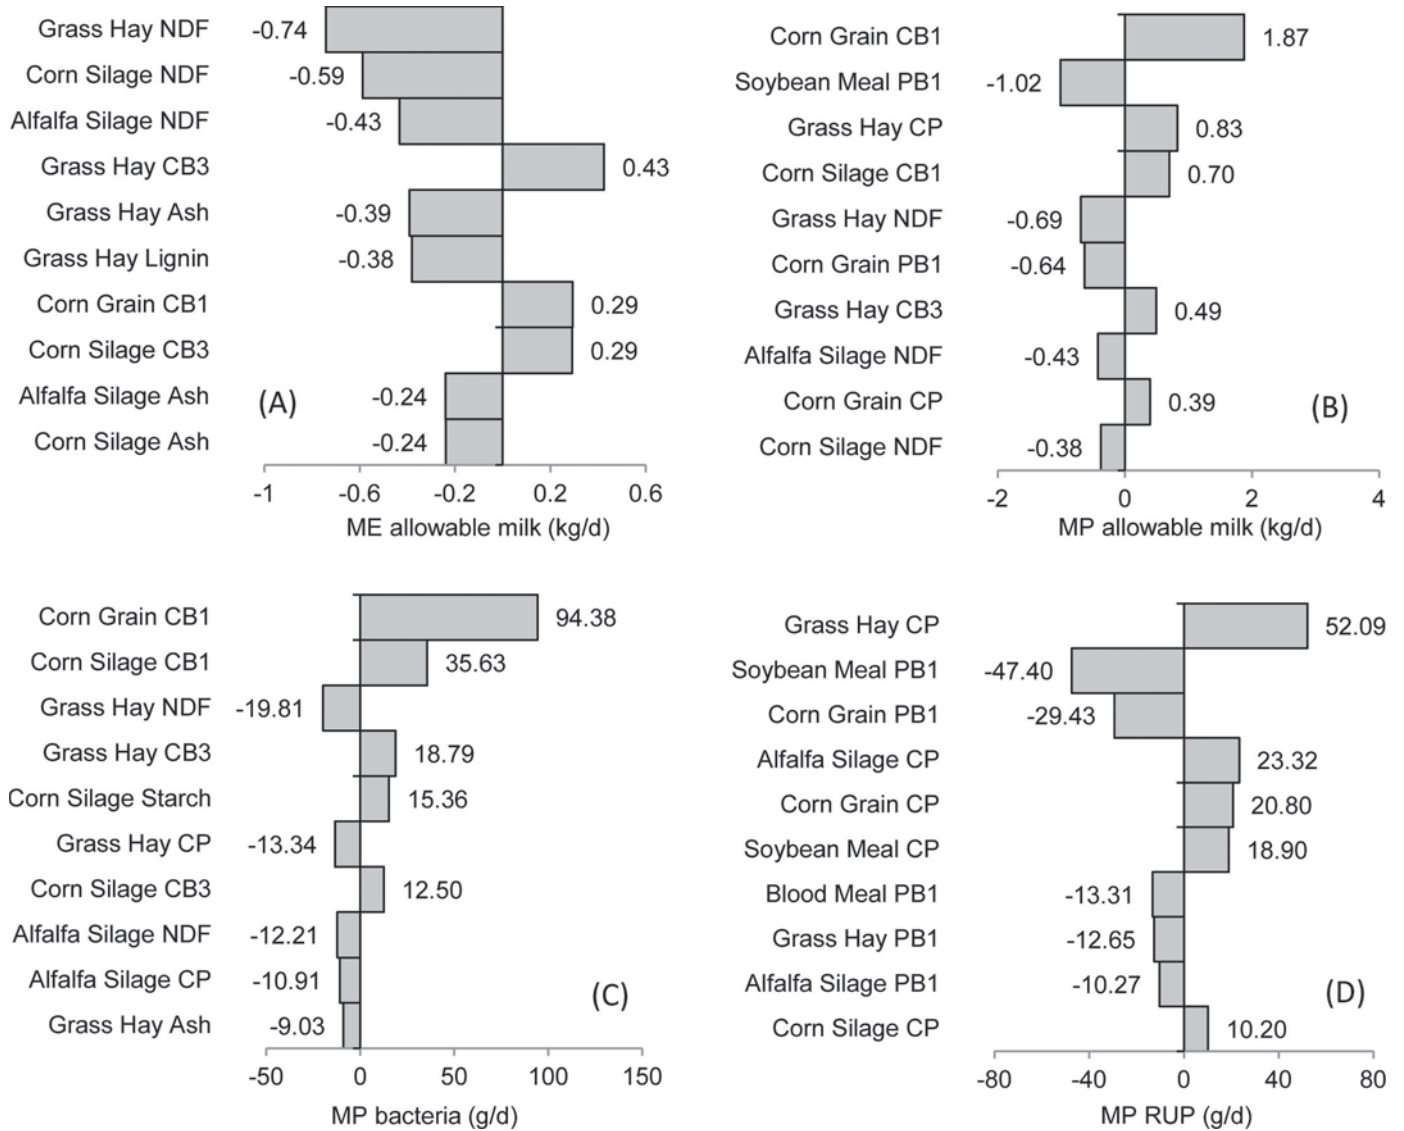 Grass Hay NDF -0.74
Corn Silage NDF -0.59
Alfalfa Silage NDF -0.43
Grass Hay CB3 0.43
Grass Hay Ash -0.39
Grass Hay Lignin -0.38
Corn Grain CB1 0.29
Corn Silage CB3 0.29
Alfalfa Silage Ash -0.24
(A)
Corn Silage Ash -0.24
-1 -0.6 -0.2 0.2 0.6
ME allowable milk (kg/d)
Corn Grain CB1 1.87
Soybean Meal PB1 -1.02
Grass Hay CP 0.83
Corn Silage CB1 0.70
Grass Hay NDF -0.69
Corn Grain PB1 -0.64
Grass Hay CB3 0.49
Alfalfa Silage NDF -0.43
Corn Grain CP 0.39
(B)
Corn Silage NDF -0.38
-2 0 2 4
MP allowable milk (kg/d)
Corn Grain CB1 94.38
Corn Silage CB1 35.63
Grass Hay NDF -19.81
Grass Hay CB3 18.79
Corn Silage Starch 15.36
Grass Hay CP -13.34
Corn Silage CB3 12.50
Alfalfa Silage NDF -12.21
Alfalfa Silage CP -10.91
(C)
Grass Hay Ash -9.03
-50 0 50 100 150
MP bacteria (g/d)
Grass Hay CP 52.09
Soybean Meal PB1 -47.40
Corn Grain PB1 -29.43
Alfalfa Silage CP 23.32
Corn Grain CP 20.80
Soybean Meal CP 18.90
Blood Meal PB1 -13.31
Grass Hay PB1 -12.65
Alfalfa Silage PB1 -10.27
(D)
Corn Silage CP 10.20
-80 -40 0 40 80
MP RUP (g/d)